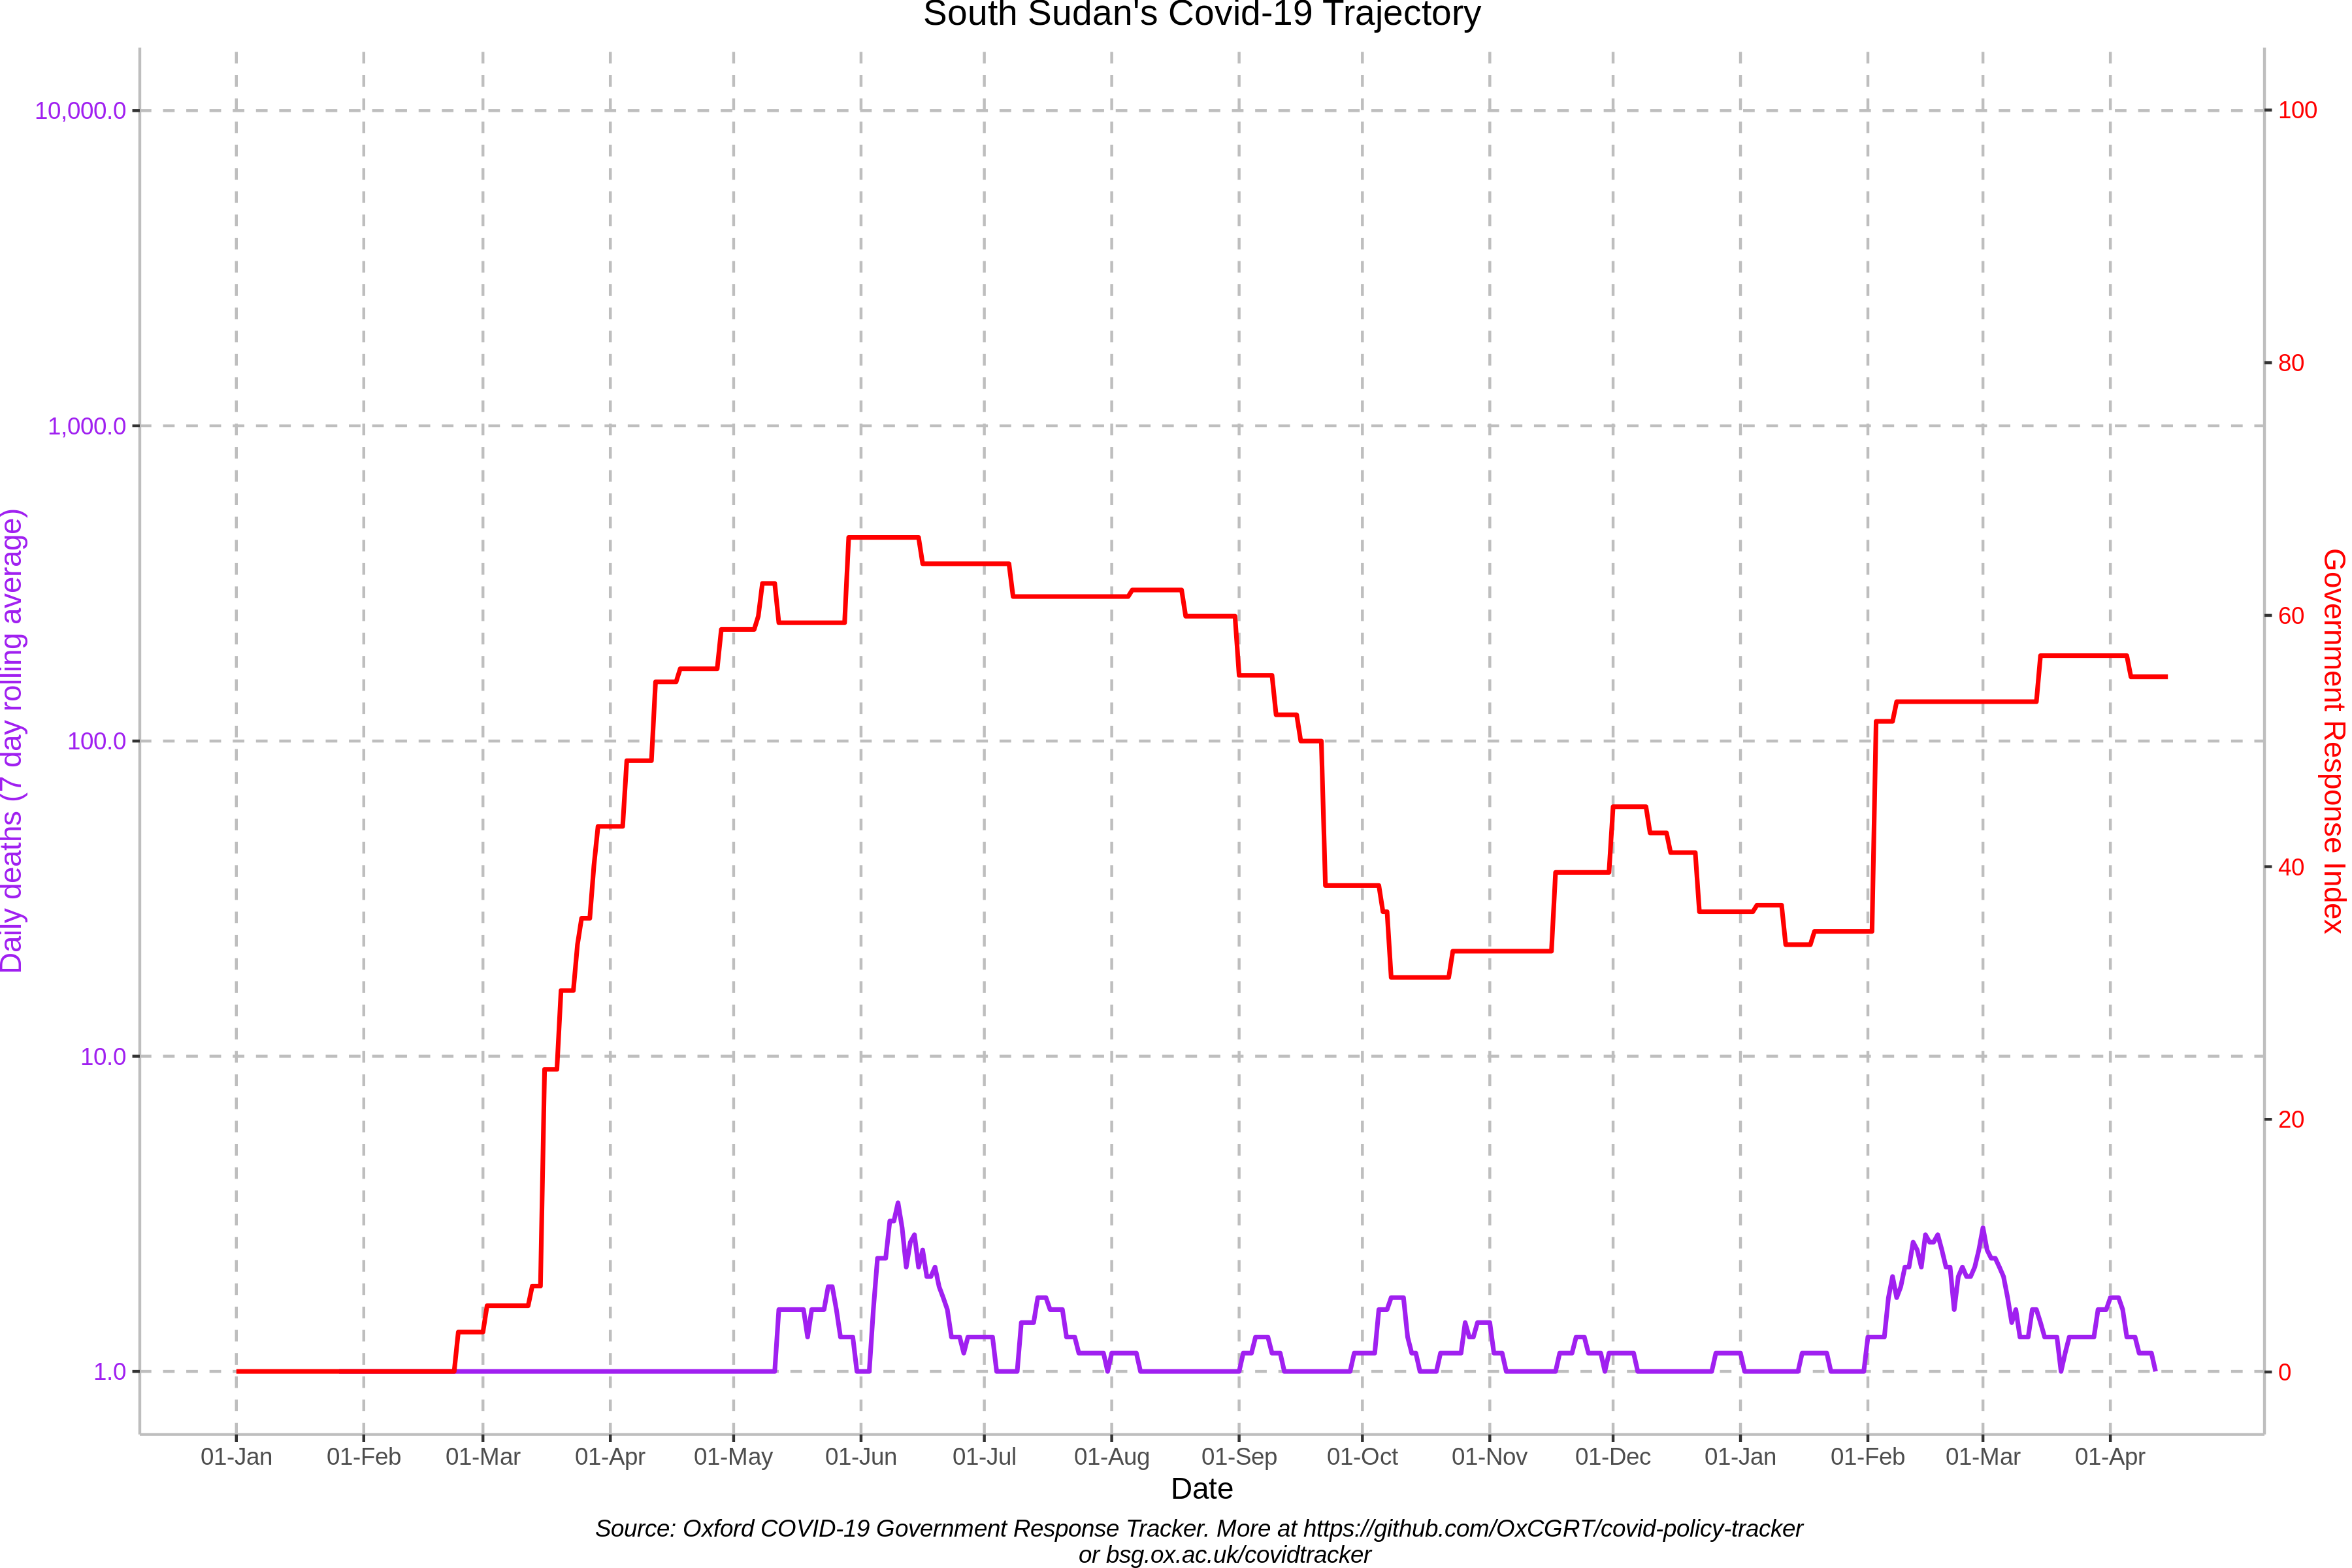 South Sudan's Covid-19 Trajectory
10,000.0
1,000.0
100.0
10.0
1.0
Daily deaths (7 day rolling average)
100
80
60
40
20
0
Government Response Index
01-Jan 01-Feb 01-Mar 01-Apr 01-May 01-Jun 01-Jul 01-Aug 01-Sep 01-Oct 01-Nov 01-Dec 01-Jan 01-Feb 01-Mar 01-Apr
Date
Source: Oxford COVID-19 Government Response Tracker. More at https://github.com/OxCGRT/covid-policy-tracker
or bsg.ox.ac.uk/covidtracker